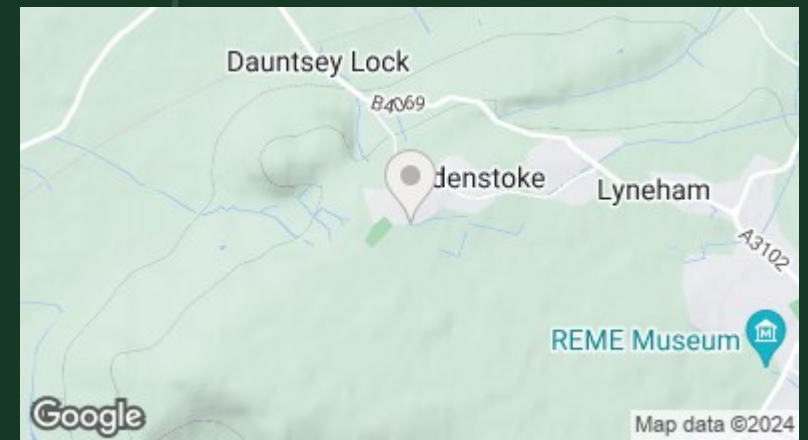 Dauntsey Lock
B4069
denstoke
Lyneham
A3102
REME Museum
M
Google
Map data ©2024